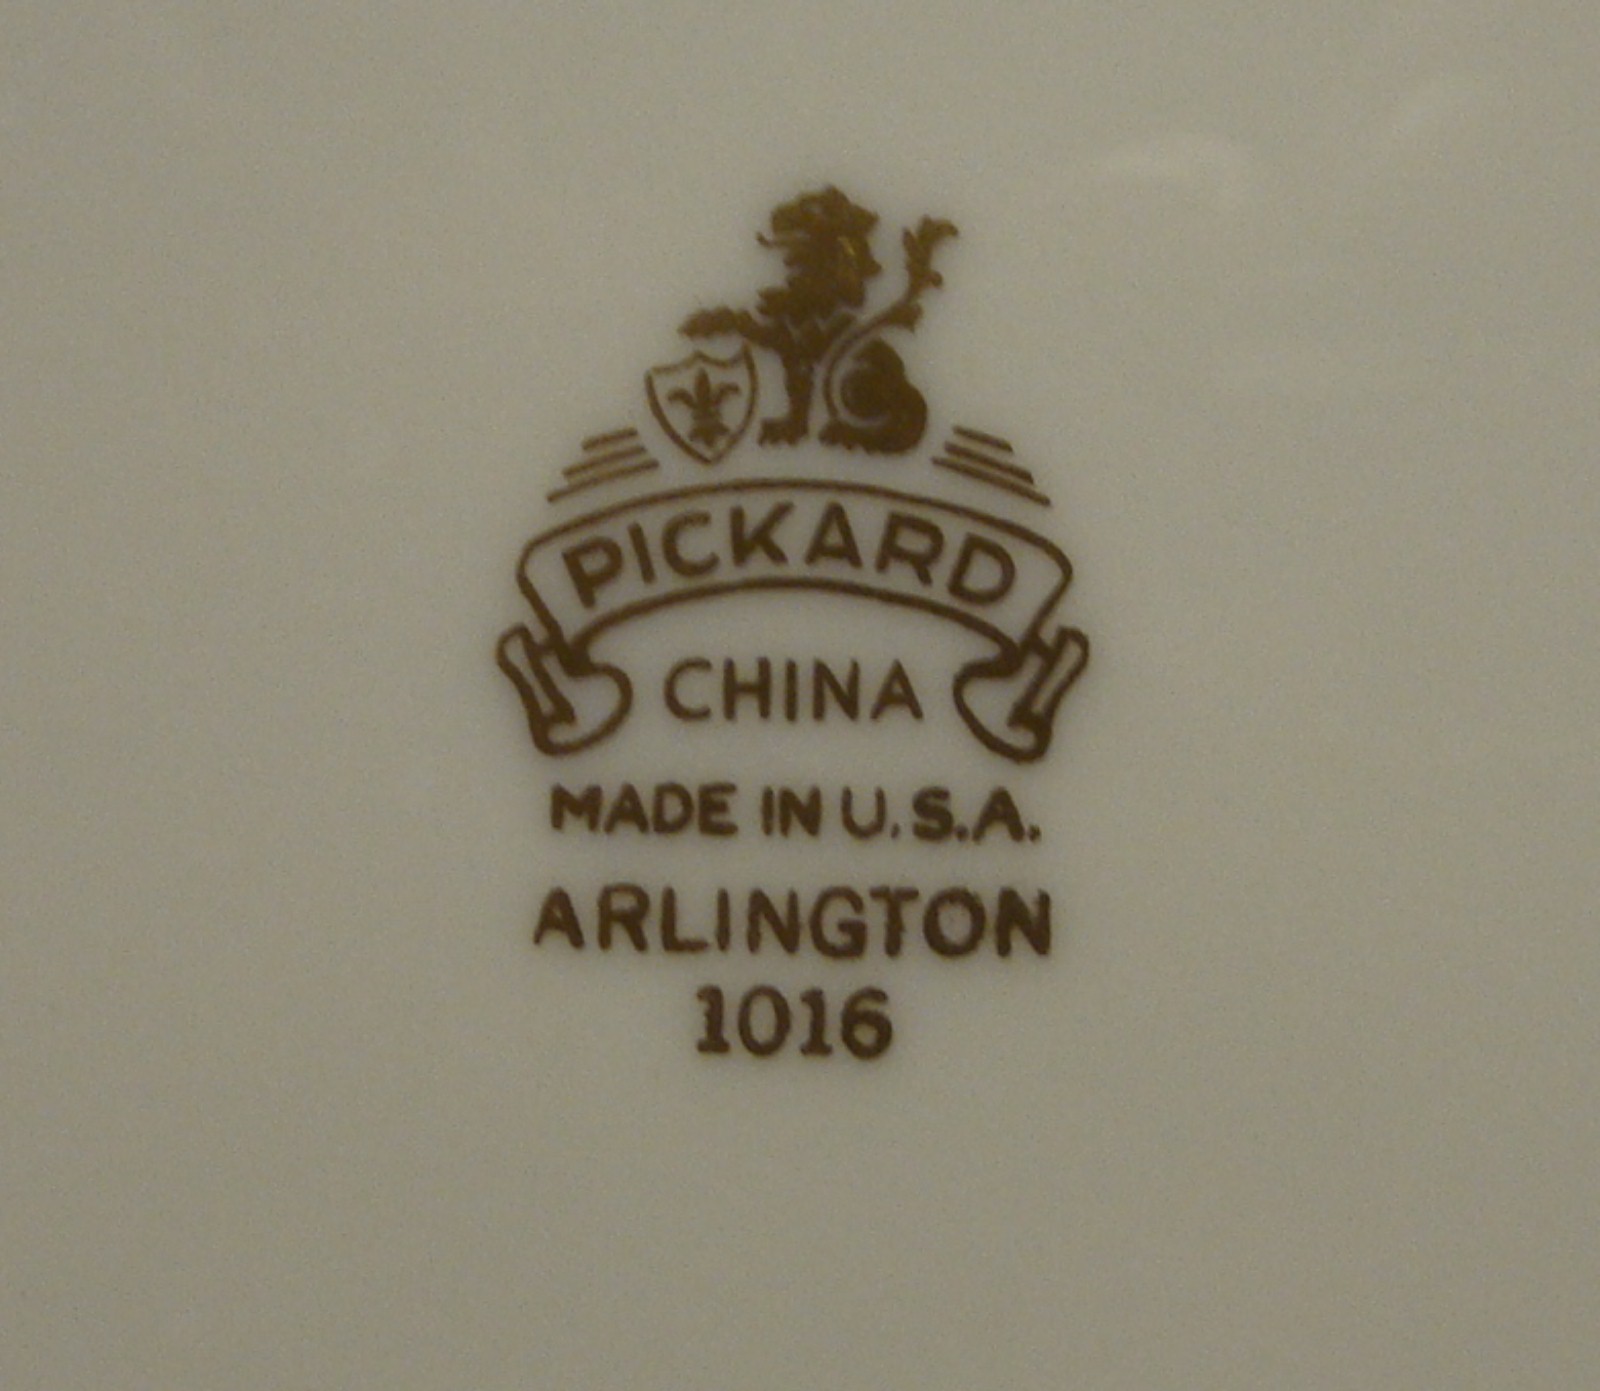 PICKARD
CHINA
MADE IN U.S.A.
ARLINGTON
1016